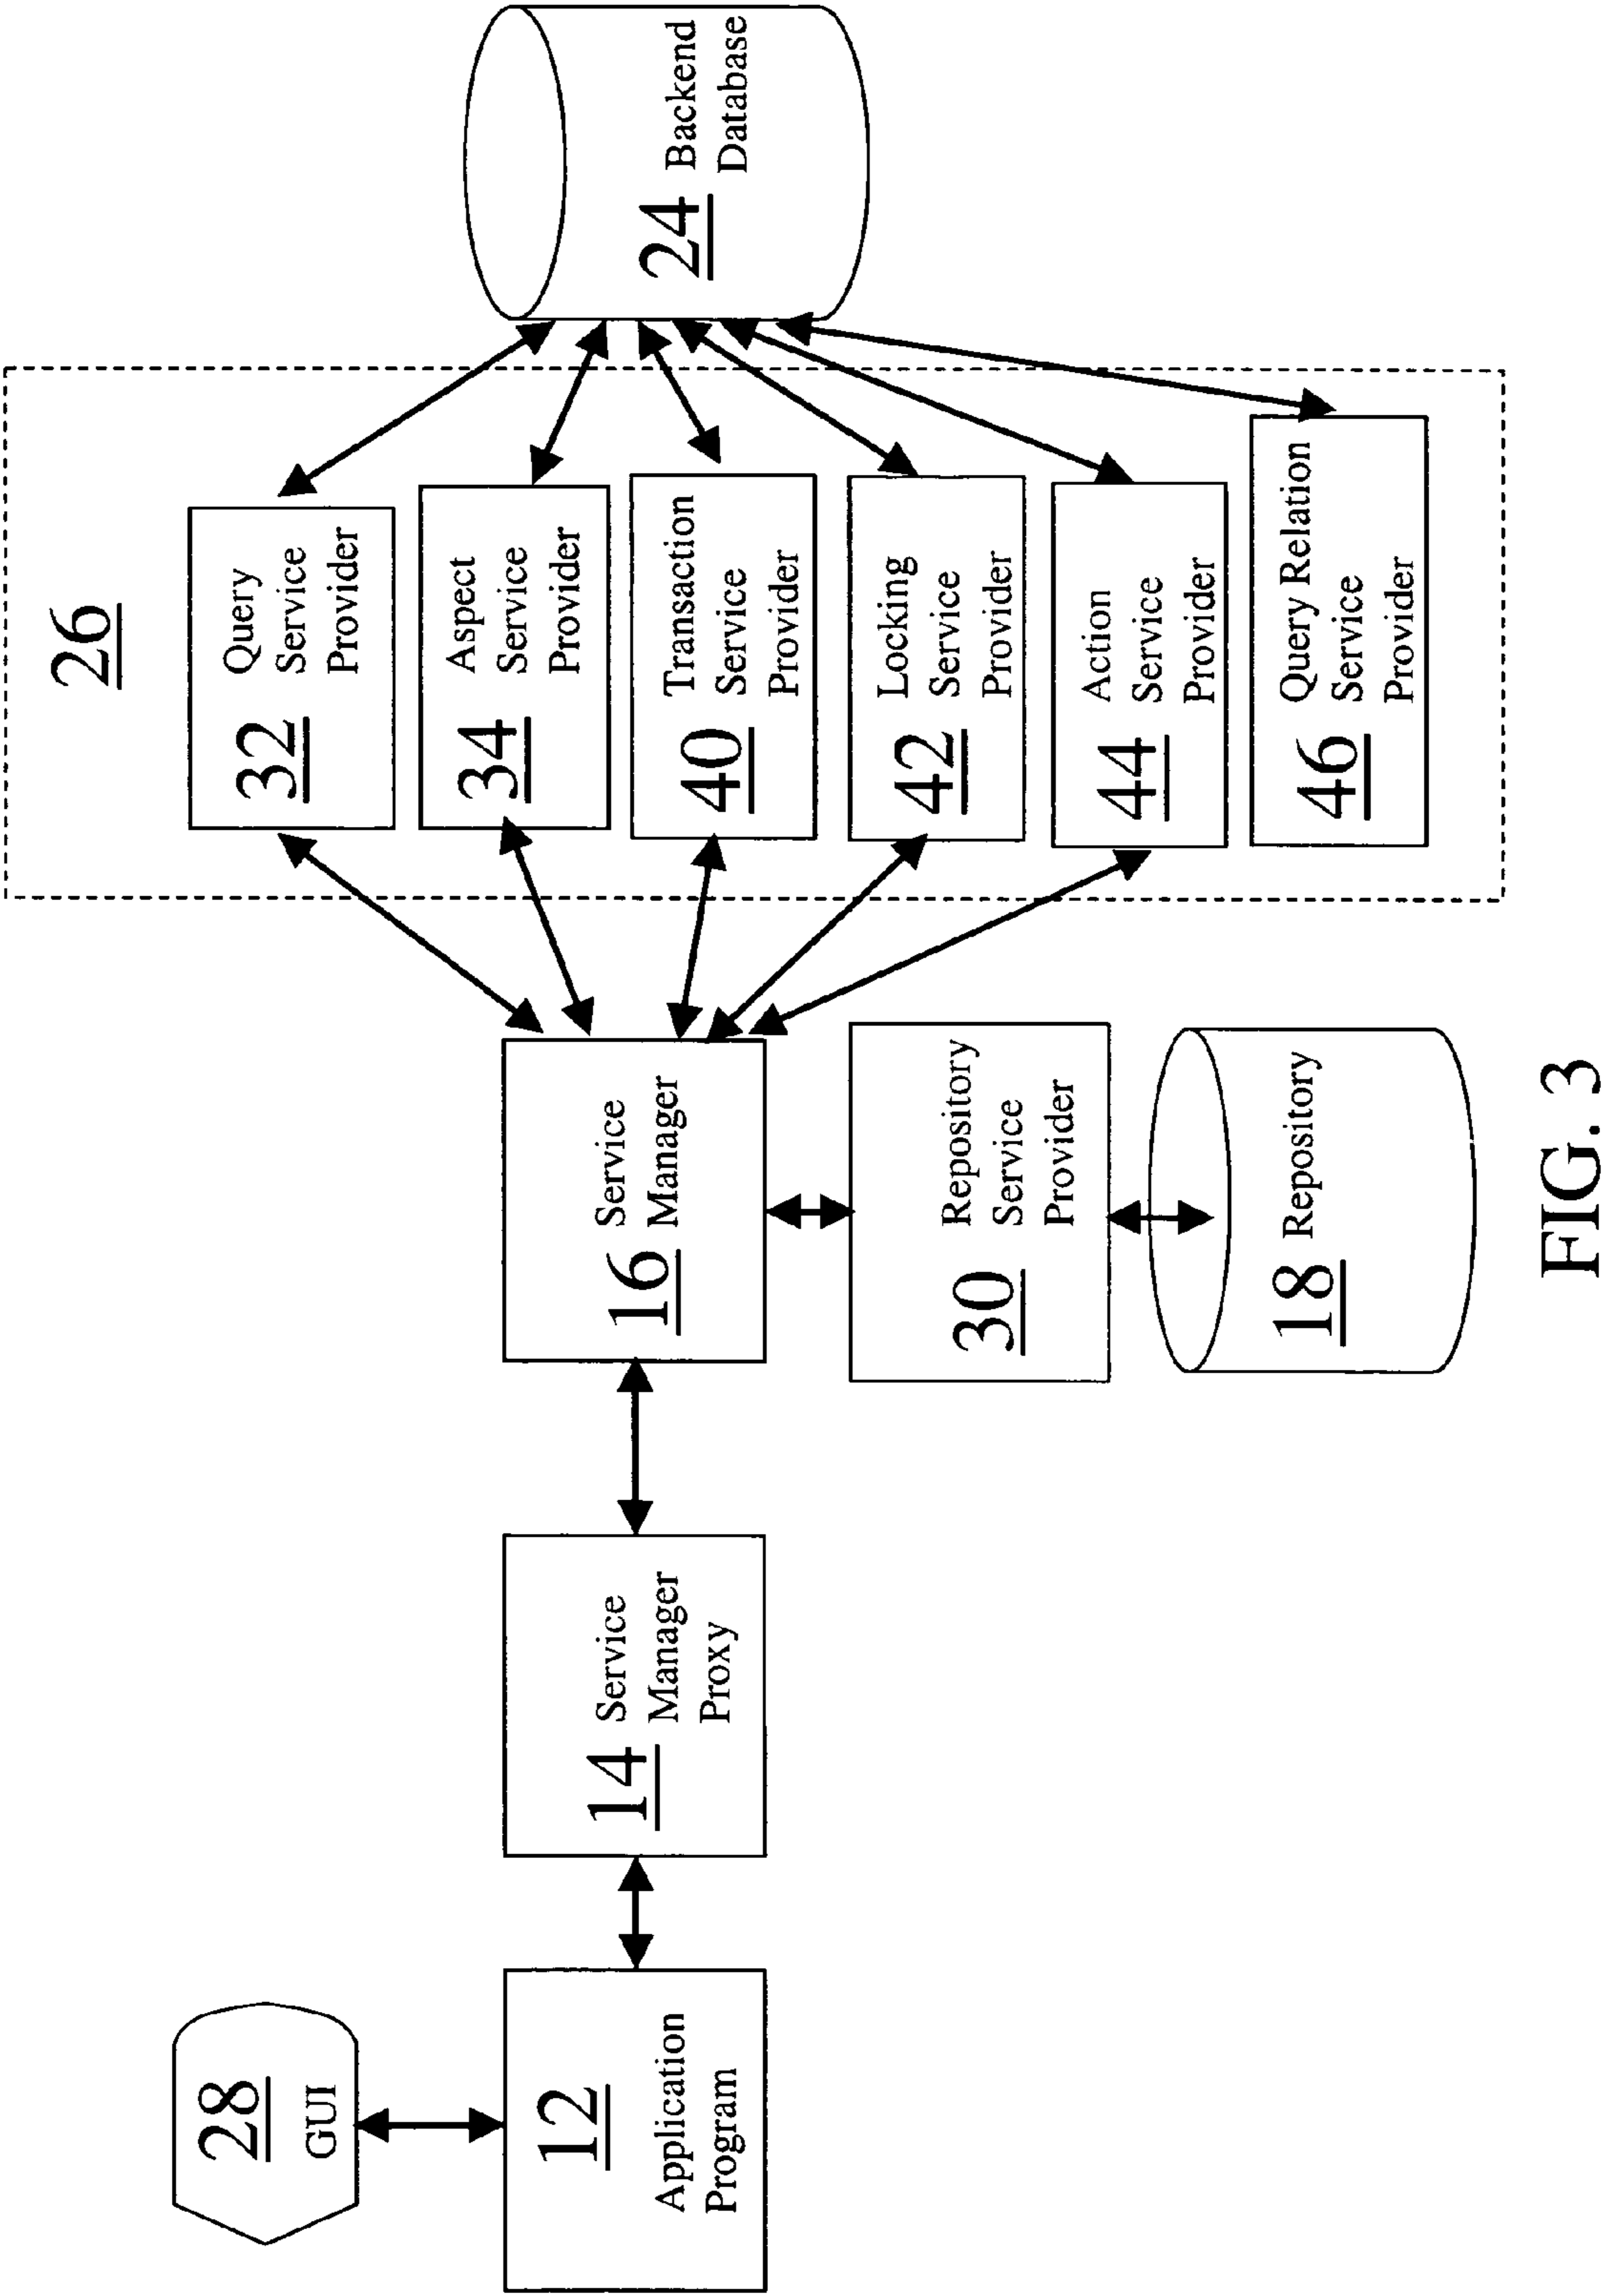 28
GUI
12
Application
Program
14 Service
Manager
Proxy
16 Service
Manager
30 Repository
Service
Provider
18 Repository
26
32 Query
Service
Provider
34 Aspect
Service
Provider
40 Transaction
Service
Provider
42 Locking
Service
Provider
44 Action
Service
Provider
46 Query Relation
Service
Provider
24 Backend
Database
FIG. 3